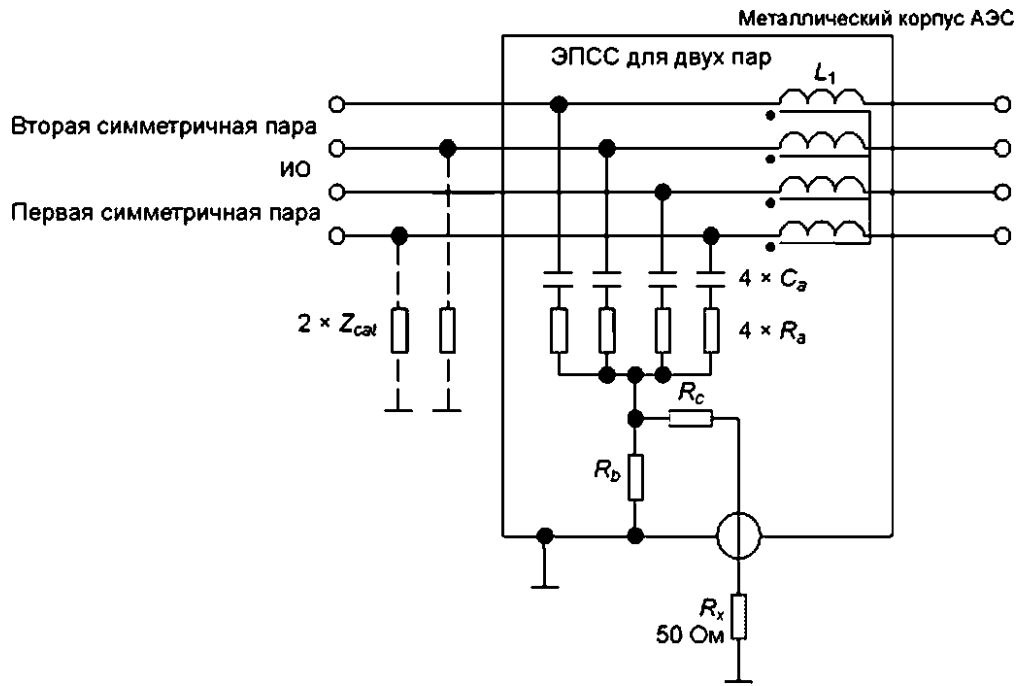 Металлический корпус АЭС
ЭПСС для двух пар
L1
Вторая симметричная пара
ИО
Первая симметричная пара
4 × Ca
2 × Zcat
4 × Ra
Rc
Rb
Rx
50 Ом